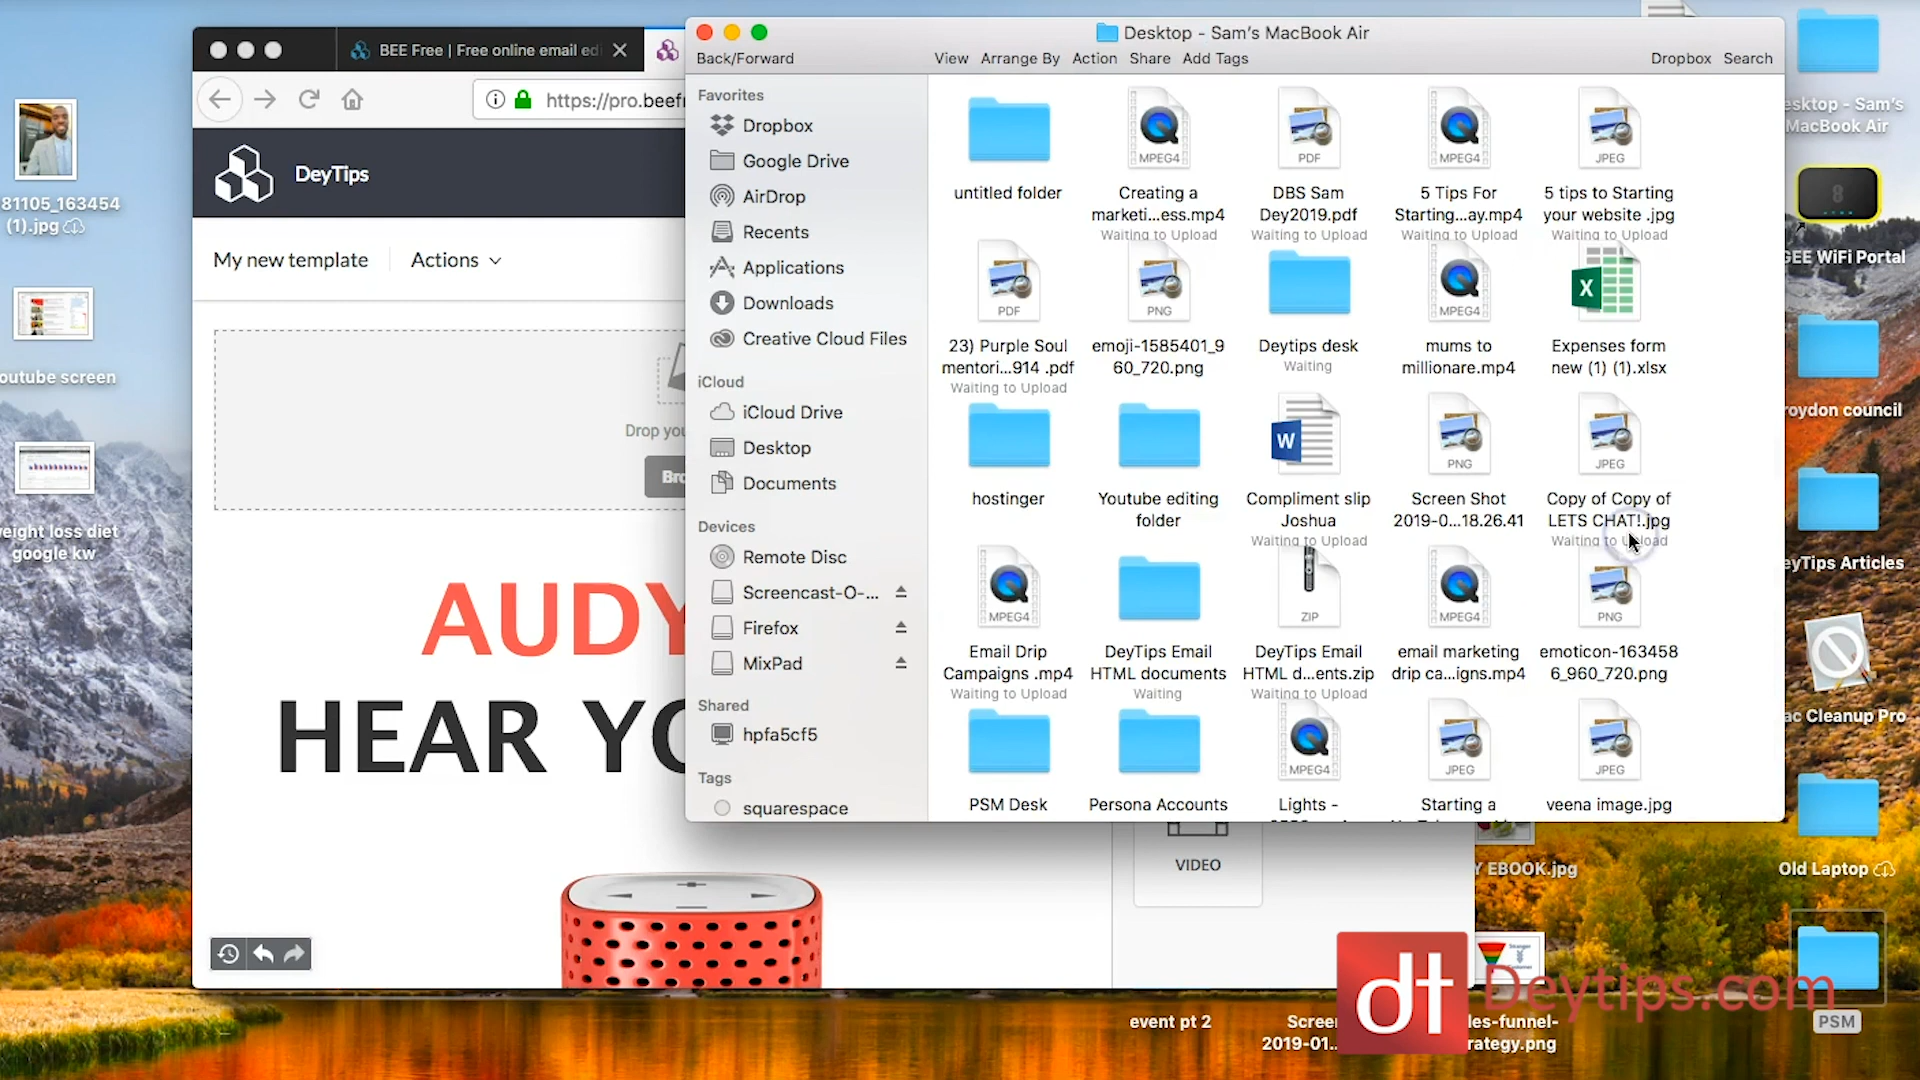 BEE Free | Free online email edi
https://pro.beefr
DeyTips
My new template
Actions
Drop you
Bro
AUDY
HEAR YO
VIDEO
Desktop - Sam's MacBook Air
Back/Forward
View
Arrange By
Action
Share
Add Tags
Dropbox
Search
Favorites
Dropbox
Google Drive
AirDrop
Recents
Applications
Downloads
Creative Cloud Files
iCloud
iCloud Drive
Desktop
Documents
Devices
Remote Disc
Screencast-O-...
Firefox
MixPad
Shared
hpfa5cf5
Tags
squarespace
untitled folder
MPEG4
Creating a
marketi...ess.mp4
Waiting to Upload
PDF
DBS Sam
Dey2019.pdf
Waiting to Upload
MPEG4
5 Tips For
Starting...ay.mp4
Waiting to Upload
JPEG
5 tips to Starting
your website .jpg
Waiting to Upload
PDF
23) Purple Soul
mentori...914 .pdf
Waiting to Upload
PNG
emoji-1585401_9
60_720.png
Deytips desk
Waiting
MPEG4
mums to
millionare.mp4
X
Expenses form
new (1) (1).xlsx
hostinger
Youtube editing
folder
W
Compliment slip
Joshua
Waiting to Upload
PNG
Screen Shot
2019-0...18.26.41
JPEG
Copy of Copy of
LETS CHAT!.jpg
Waiting to Upload
MPEG4
Email Drip
Campaigns .mp4
Waiting to Upload
DeyTips Email
HTML documents
Waiting
ZIP
DeyTips Email
HTML d...ents.zip
Waiting to Upload
MPEG4
email marketing
drip ca...igns.mp4
PNG
emoticon-163458
6_960_720.png
PSM Desk
Persona Accounts
MPEG4
Lights -
JPEG
Starting a
JPEG
veena image.jpg
81105_163454
(1).jpg
outube screen
eight loss diet
google kw
esktop - Sam's
MacBook Air
8
GEE WiFi Portal
roydon council
eyTips Articles
ac Cleanup Pro
Old Laptop
PSM
Y EBOOK.jpg
Stranger
Customer
event pt 2
Scree
2019-01..
les-funnel-
rategy.png
dt
Deytips.com